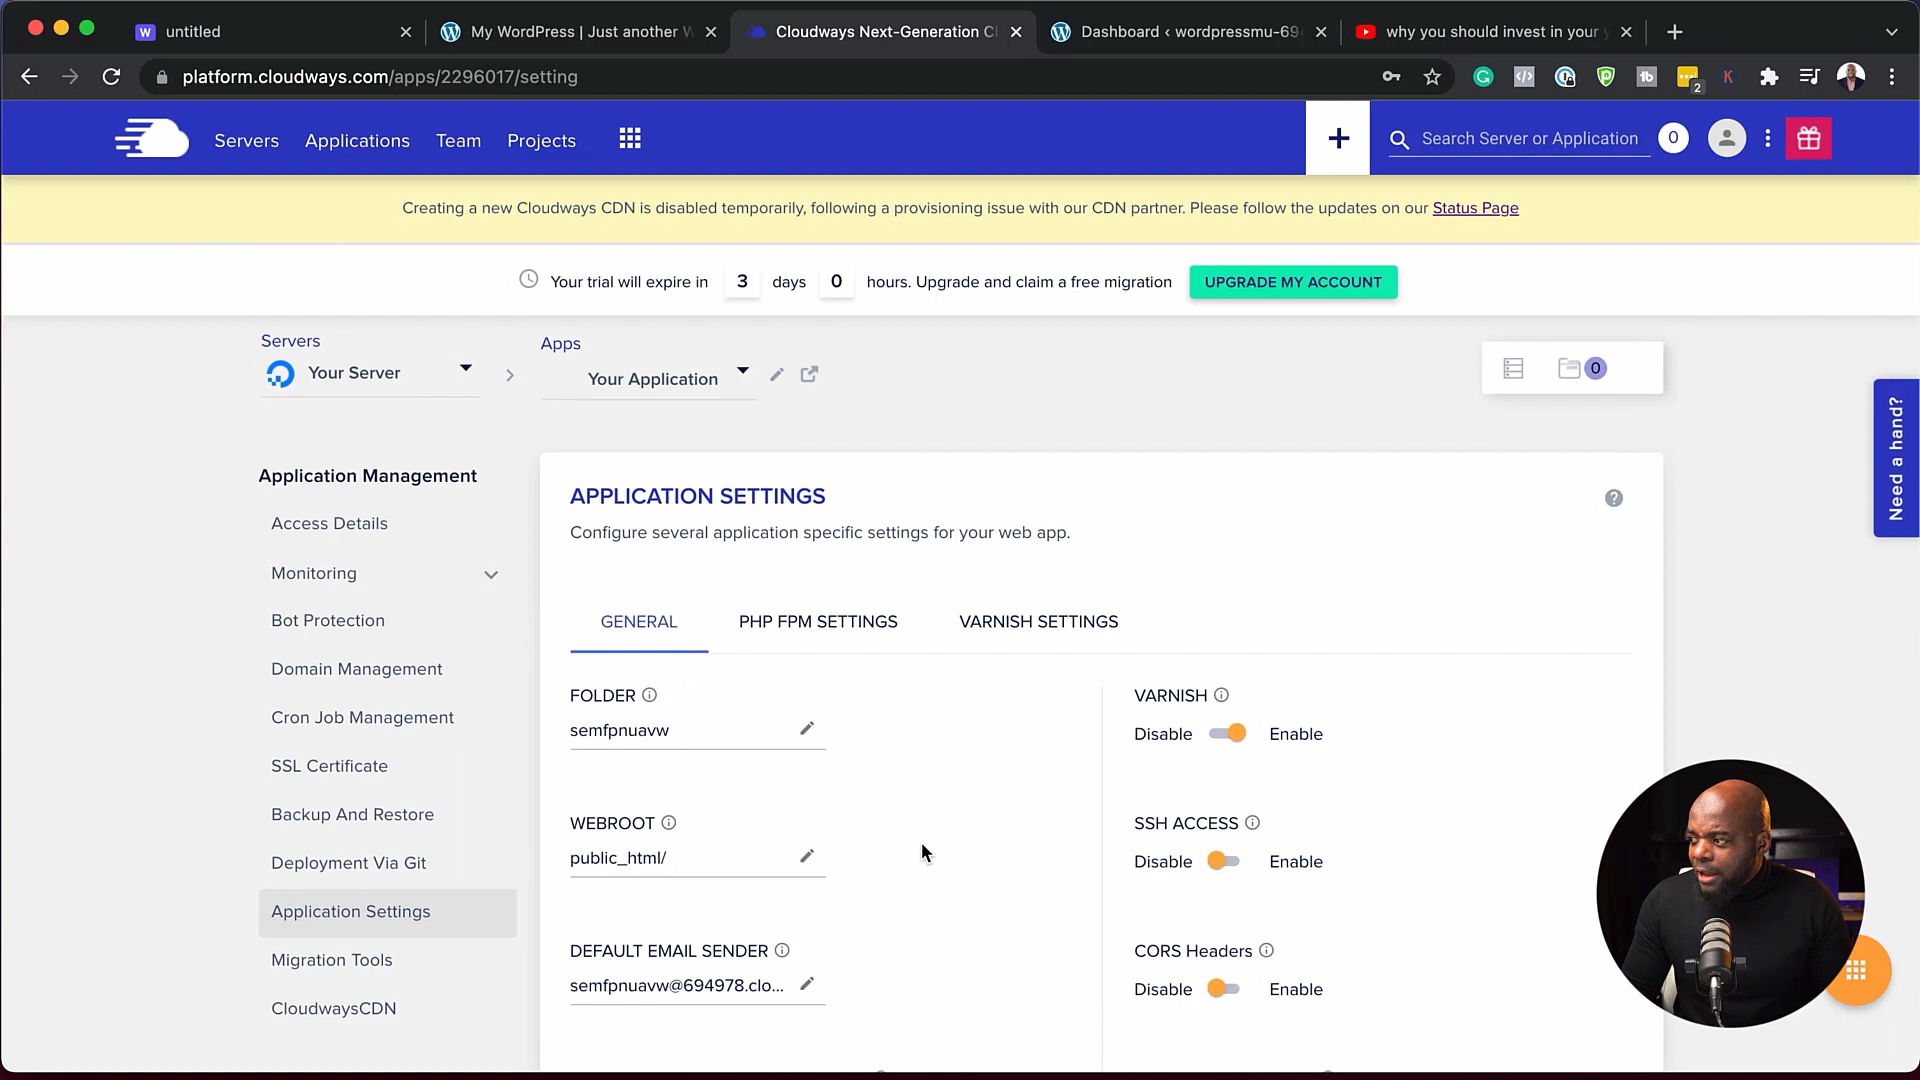 untitled
My WordPress | Just another W
Cloudways Next-Generation Cl
Dashboard ‹ wordpressmu-69
why you should invest in your y
platform.cloudways.com/apps/2296017/setting
2
Servers
Applications
Team
Projects
Search Server or Application
0
Creating a new Cloudways CDN is disabled temporarily, following a provisioning issue with our CDN partner. Please follow the updates on our Status Page
Your trial will expire in 3 days 0 hours. Upgrade and claim a free migration
UPGRADE MY ACCOUNT
Servers
Your Server
Apps
Your Application
0
Need a hand?
Application Management
Access Details
Monitoring
Bot Protection
Domain Management
Cron Job Management
SSL Certificate
Backup And Restore
Deployment Via Git
Application Settings
Migration Tools
CloudwaysCDN
APPLICATION SETTINGS
Configure several application specific settings for your web app.
GENERAL
PHP FPM SETTINGS
VARNISH SETTINGS
FOLDER
semfpnuavw
WEBROOT
public_html/
DEFAULT EMAIL SENDER
semfpnuavw@694978.clo...
VARNISH
Disable Enable
SSH ACCESS
Disable Enable
CORS Headers
Disable Enable